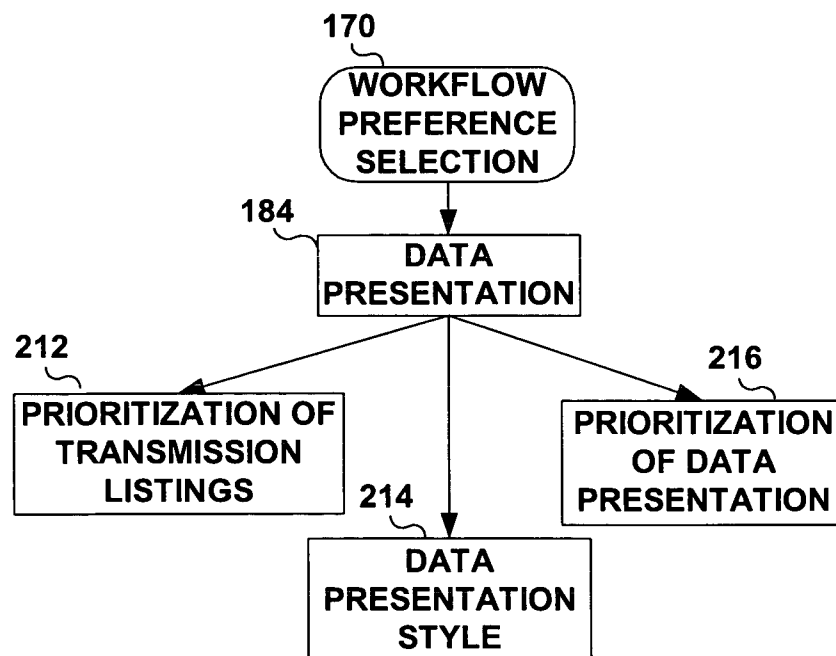 170
WORKFLOW
PREFERENCE
SELECTION
184
DATA
PRESENTATION
212
PRIORITIZATION OF
TRANSMISSION
LISTINGS
216
PRIORITIZATION
OF DATA
PRESENTATION
214
DATA
PRESENTATION
STYLE